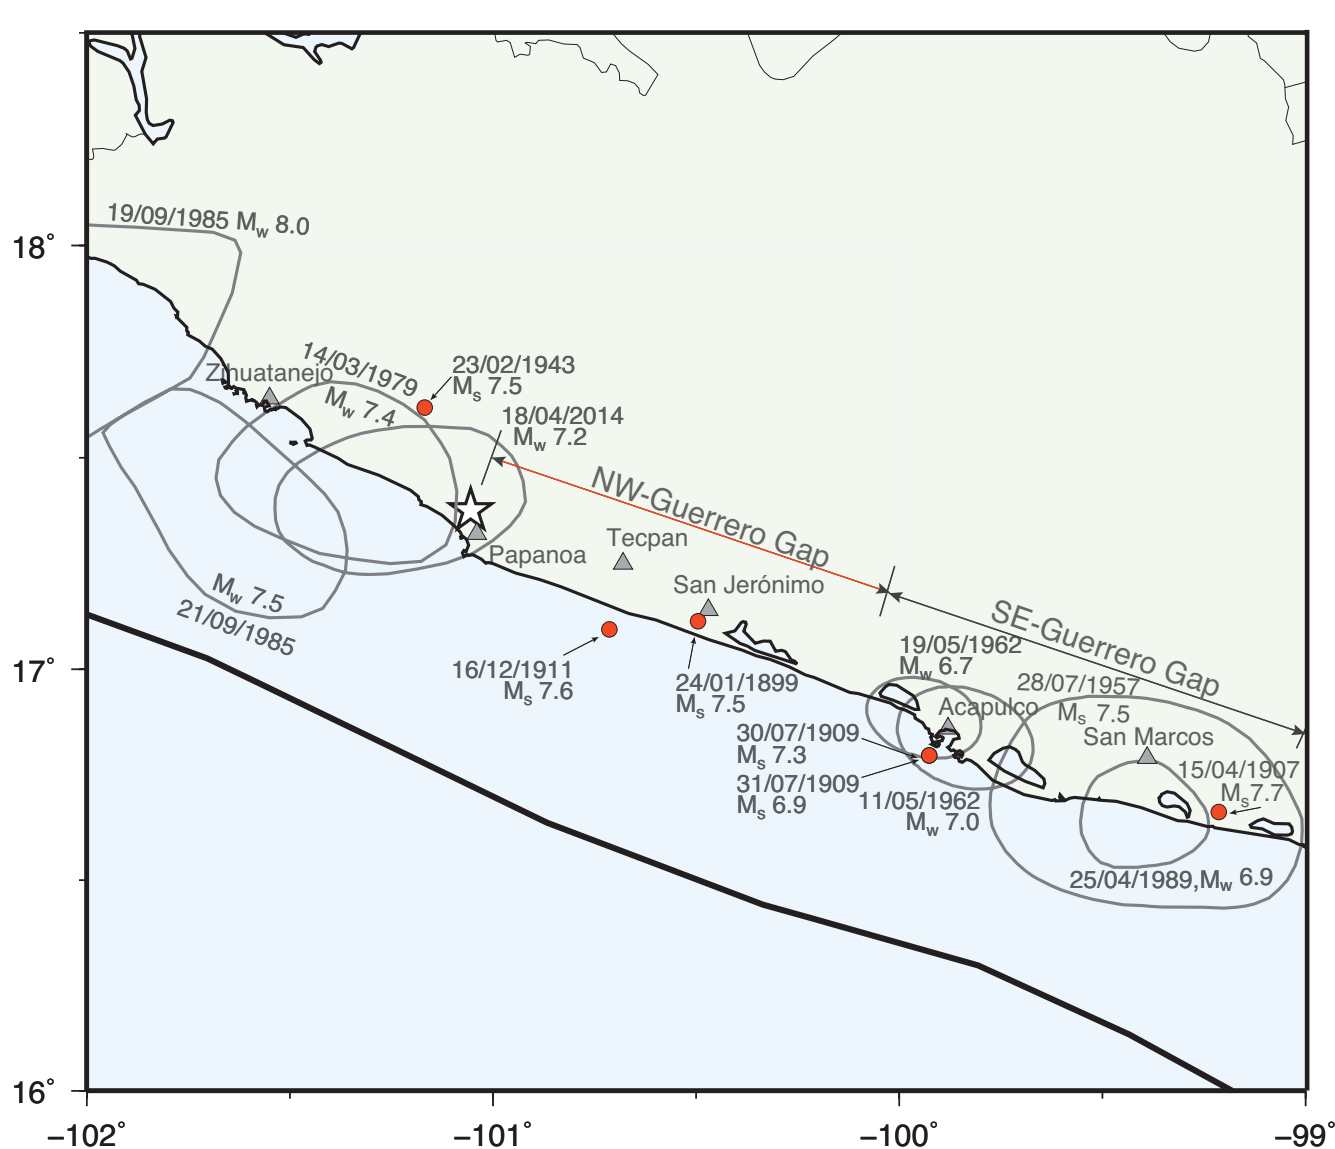 19/09/1985 Mw 8.0
18°
14/03/1979
Mw 7.4
Zihuatanejo
23/02/1943
Ms 7.5
18/04/2014
Mw 7.2
NW-Guerrero Gap
Tecpan
Papanoa
San Jerónimo
Mw 7.5
21/09/1985
SE-Guerrero Gap
17°
16/12/1911
Ms 7.6
24/01/1899
Ms 7.5
19/05/1962
Mw 6.7
28/07/1957
Ms 7.5
Acapulco
San Marcos
30/07/1909
Ms 7.3
31/07/1909
Ms 6.9
11/05/1962
Mw 7.0
15/04/1907
Ms7.7
25/04/1989,Mw 6.9
16°
−102°
−101°
−100°
−99°